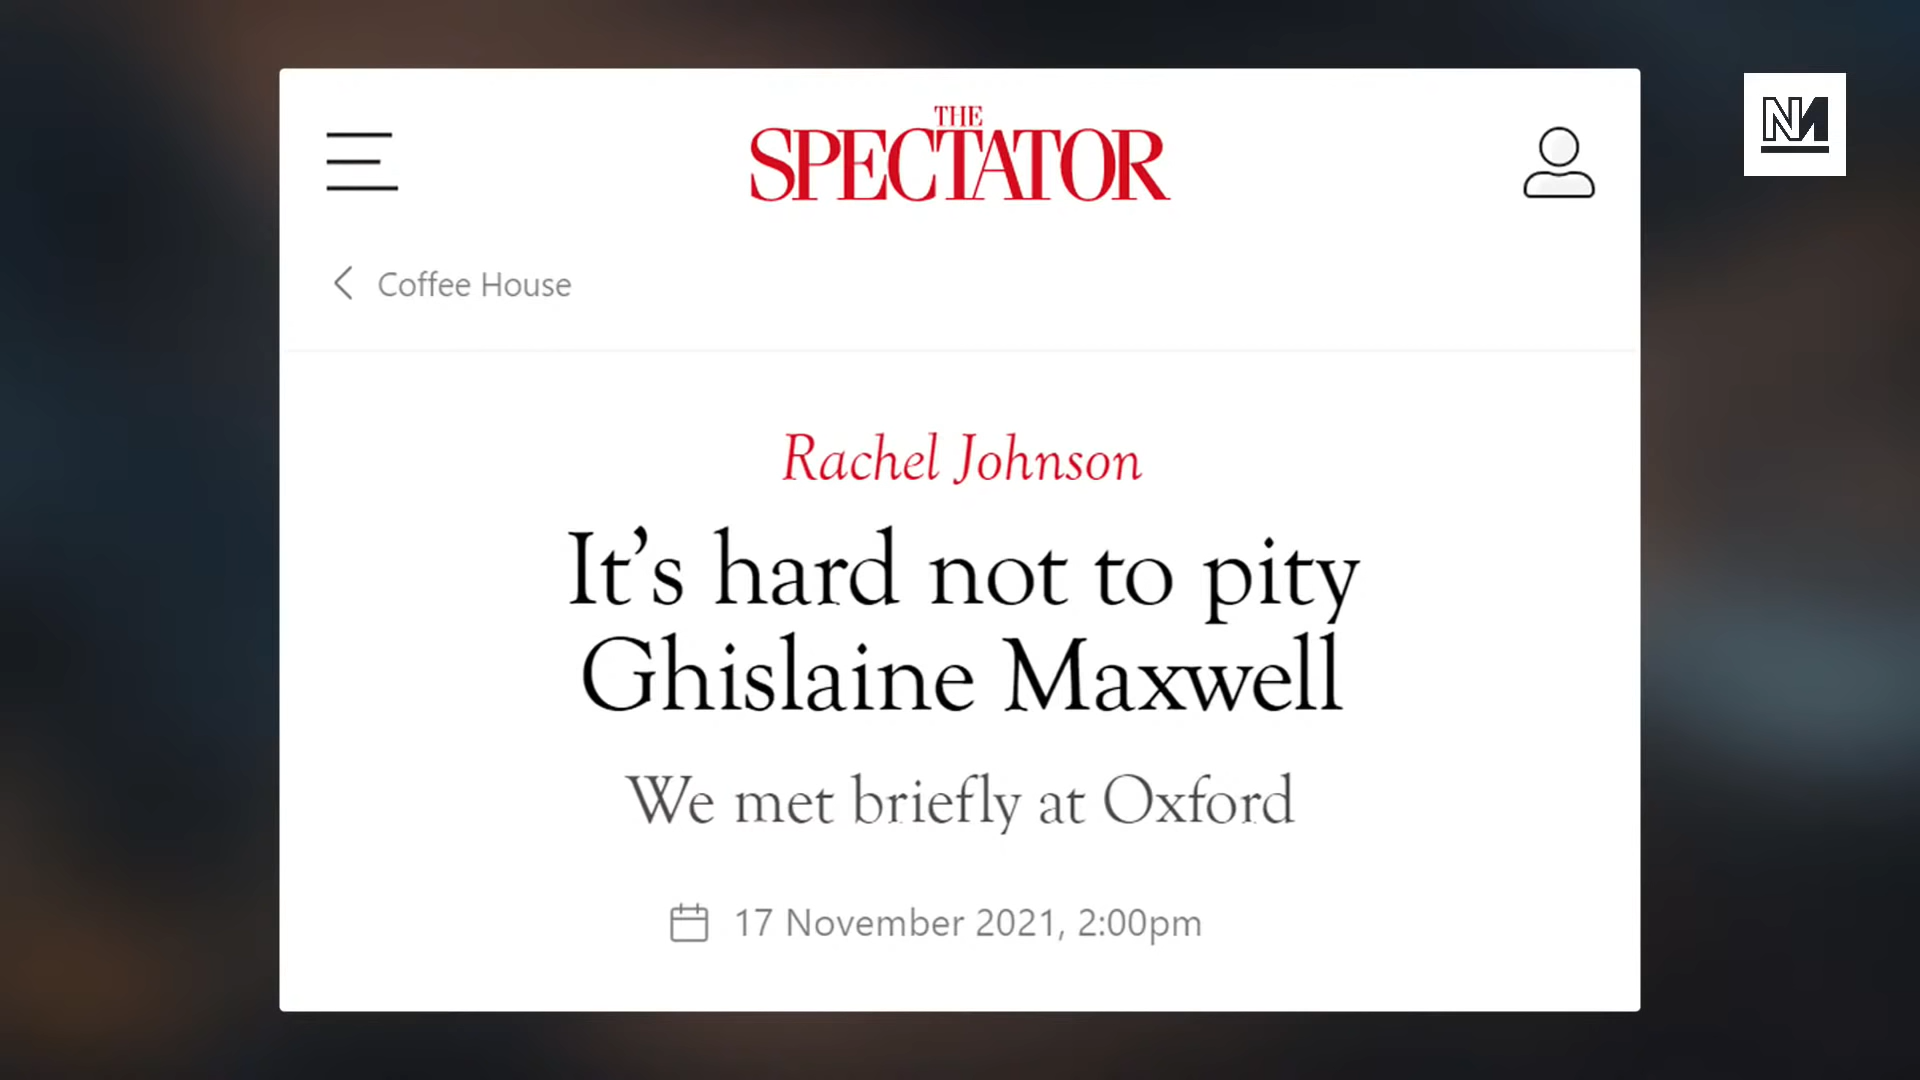 THE
SPECTATOR
NM
Coffee House
Rachel Johnson
It's hard not to pity
Ghislaine Maxwell
We met briefly at Oxford
17 November 2021, 2:00pm